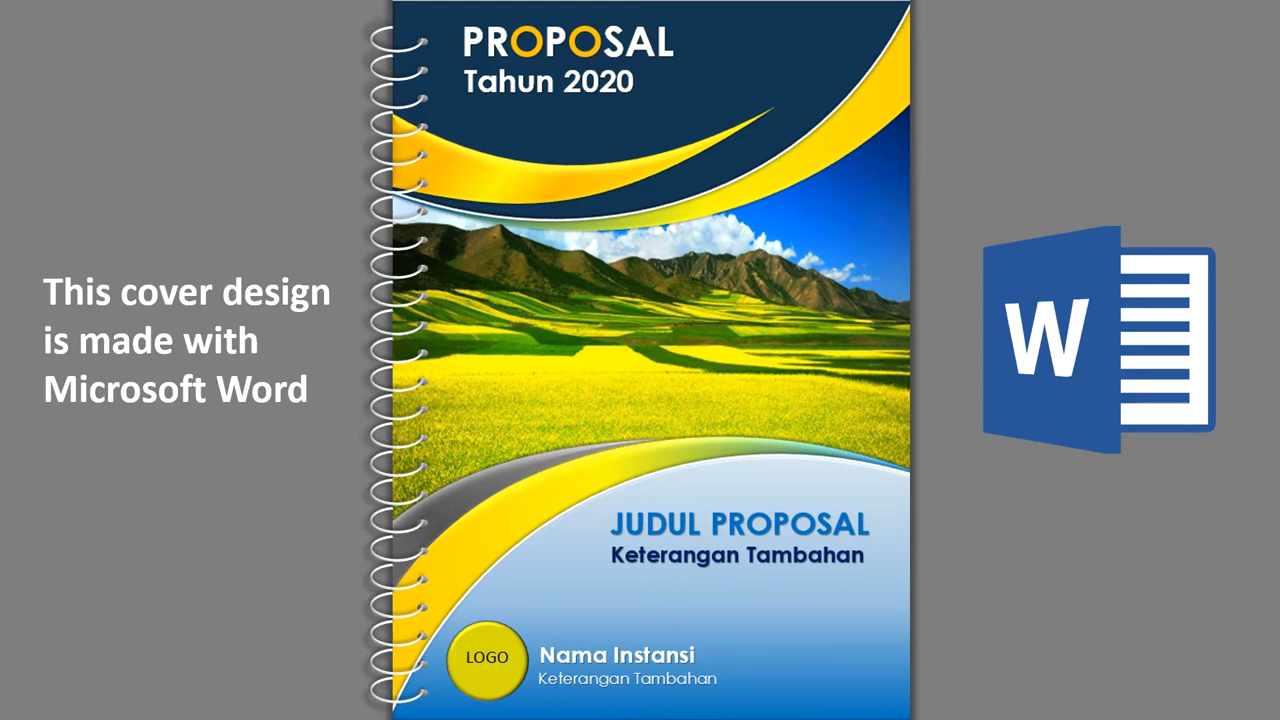 PROPOSAL
Tahun 2020
This cover design
is made with
Microsoft Word
W
JUDUL PROPOSAL
Keterangan Tambahan
LOGO
Nama Instansi
Keterangan Tambahan